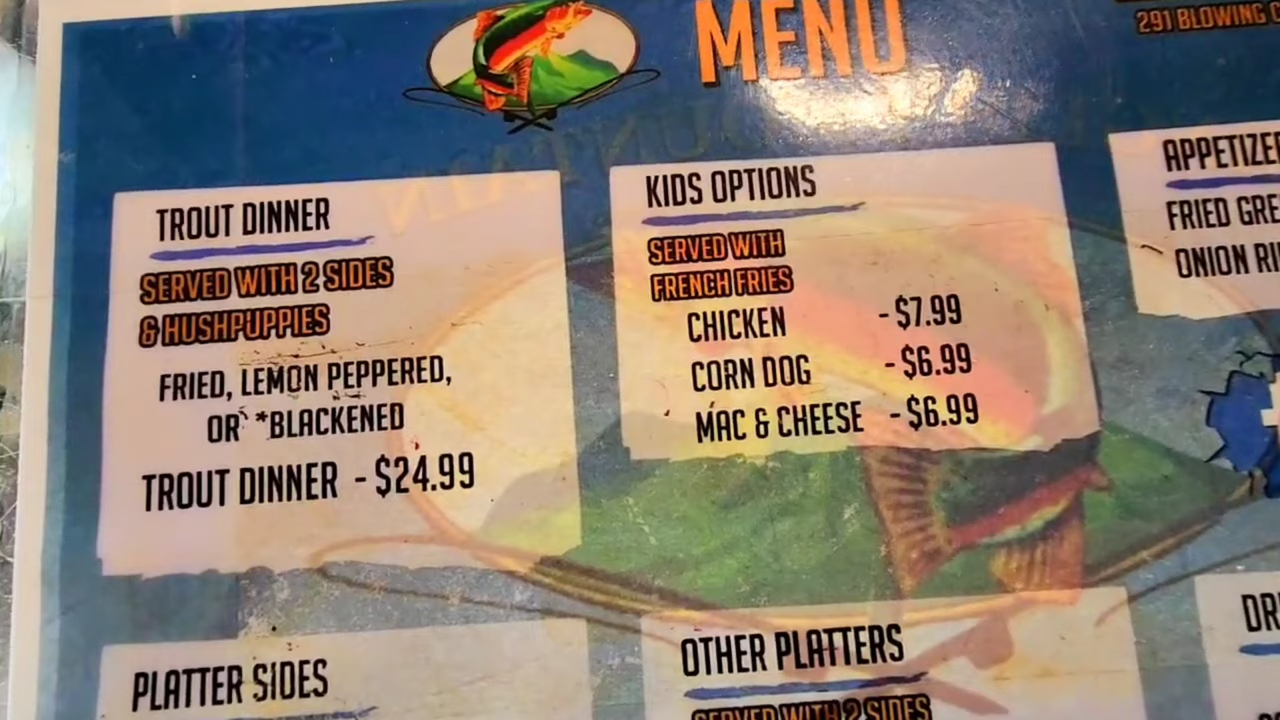 MENU
291 BLOWING
TROUT DINNER
SERVED WITH 2 SIDES
& HUSHPUPPIES
FRIED, LEMON PEPPERED,
OR *BLACKENED
TROUT DINNER - $24.99
KIDS OPTIONS
SERVED WITH
FRENCH FRIES
CHICKEN - $7.99
CORN DOG - $6.99
MAC & CHEESE - $6.99
APPETIZE
FRIED GRE
ONION RI
PLATTER SIDES
OTHER PLATTERS
SERVED WITH 2 SIDES
DRI